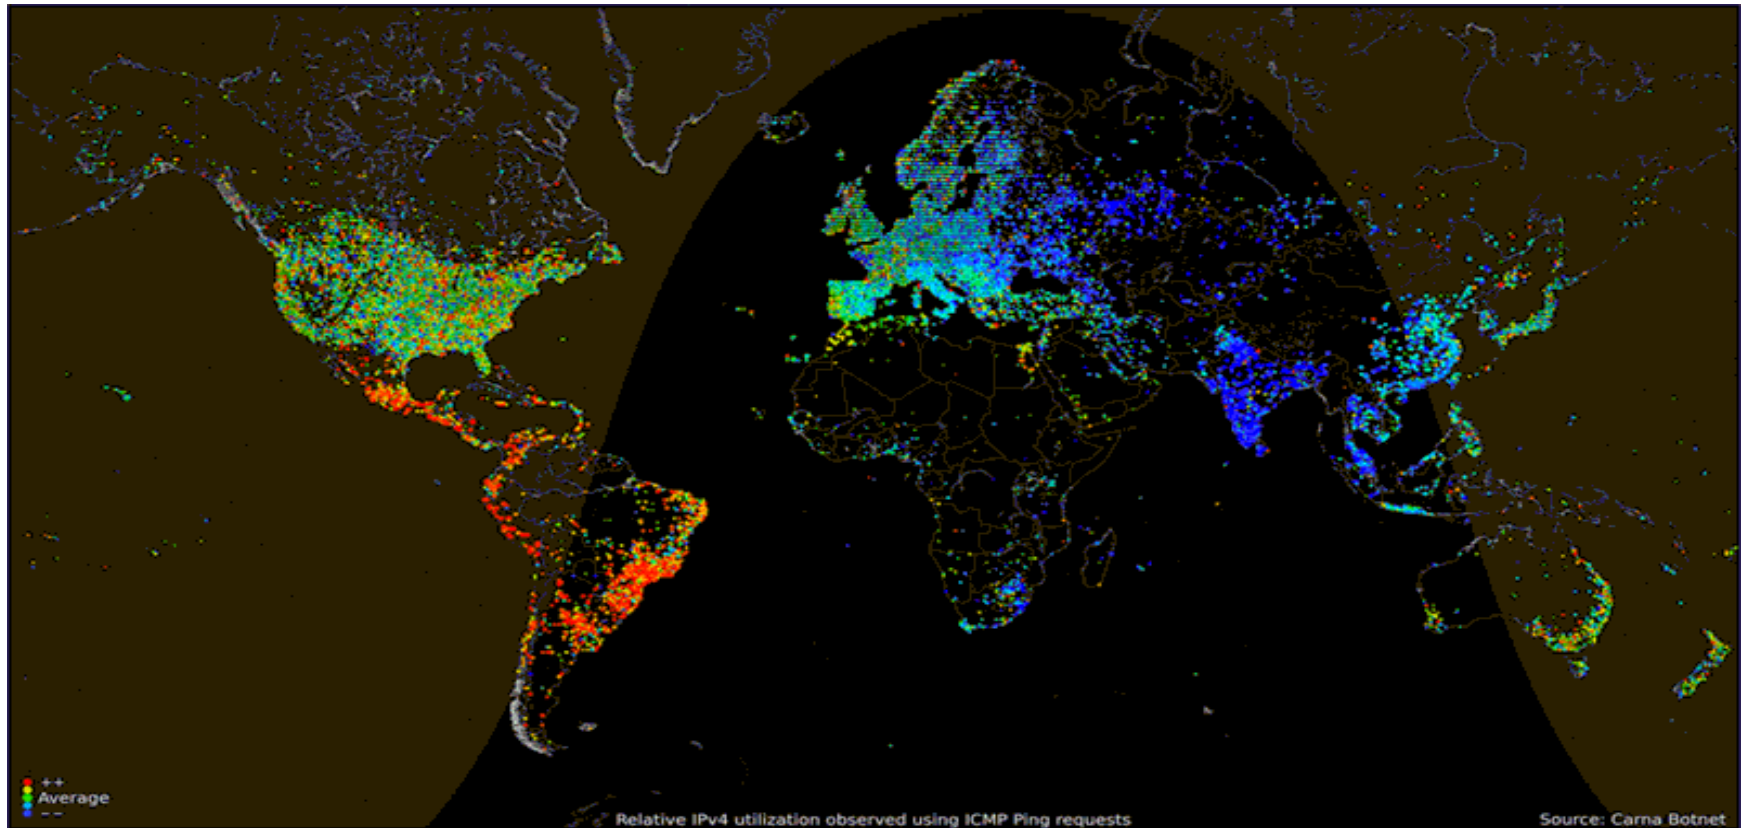 ++
Average
--
Relative IPv4 utilization observed using ICMP Ping requests
Source: Carna Botnet